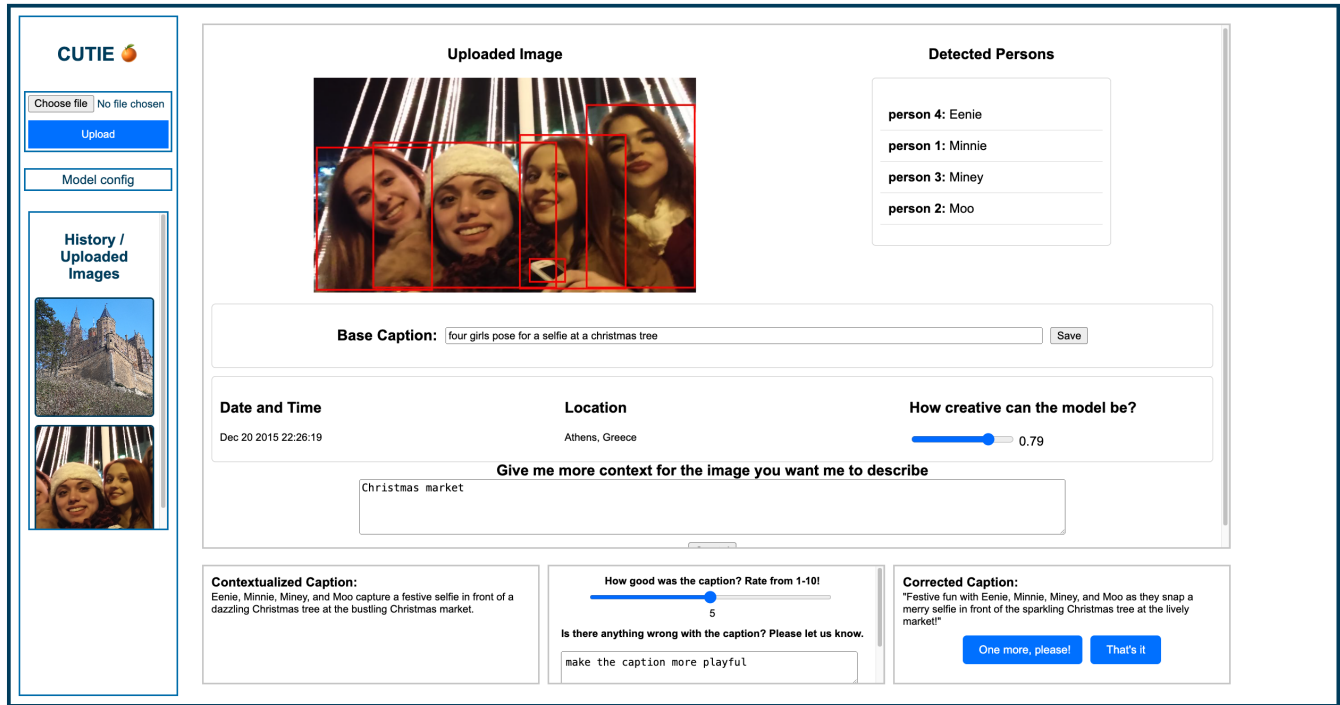 CUTIE 🍊
Choose file No file chosen
Upload
Model config
History /
Uploaded
Images
Uploaded Image
Detected Persons
person 4: Eenie
person 1: Minnie
person 3: Miney
person 2: Moo
Base Caption: four girls pose for a selfie at a christmas tree Save
Date and Time
Dec 20 2015 22:26:19
Location
Athens, Greece
How creative can the model be?
0.79
Give me more context for the image you want me to describe
Christmas market
Contextualized Caption:
Eenie, Minnie, Miney, and Moo capture a festive selfie in front of a
dazzling Christmas tree at the bustling Christmas market.
How good was the caption? Rate from 1-10!
5
Is there anything wrong with the caption? Please let us know.
make the caption more playful
Corrected Caption:
"Festive fun with Eenie, Minnie, Miney, and Moo as they snap a
merry selfie in front of the sparkling Christmas tree at the lively
market!"
One more, please! That's it